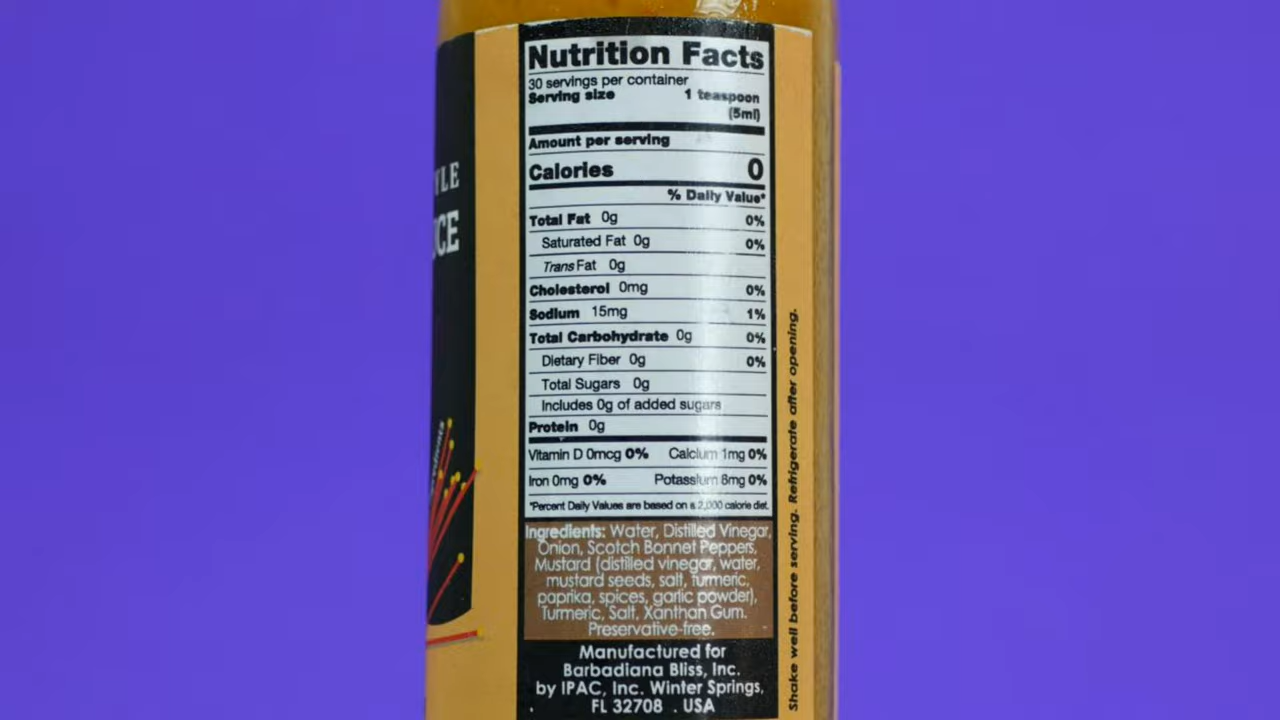 Nutrition Facts
30 servings per container
Serving size 1 teaspoon
(5ml)
Amount per serving
Calories 0
% Daily Value*
Total Fat 0g 0%
Saturated Fat 0g 0%
Trans Fat 0g
Cholesterol 0mg 0%
Sodium 15mg 1%
Total Carbohydrate 0g 0%
Dietary Fiber 0g 0%
Total Sugars 0g
Includes 0g of added sugars
Protein 0g
Vitamin D 0mcg 0% Calcium 1mg 0%
Iron 0mg 0% Potassium 8mg 0%
*Percent Daily Values are based on a 2,000 calorie diet.
Ingredients: Water, Distilled Vinegar,
Onion, Scotch Bonnet Peppers,
Mustard (distilled vinegar, water,
mustard seeds, salt, turmeric,
paprika, spices, garlic powder),
Turmeric, Salt, Xanthan Gum.
Preservative-free.
Manufactured for
Barbadiana Bliss, Inc.
by IPAC, Inc. Winter Springs,
FL 32708 . USA
Shake well before serving. Refrigerate after opening.